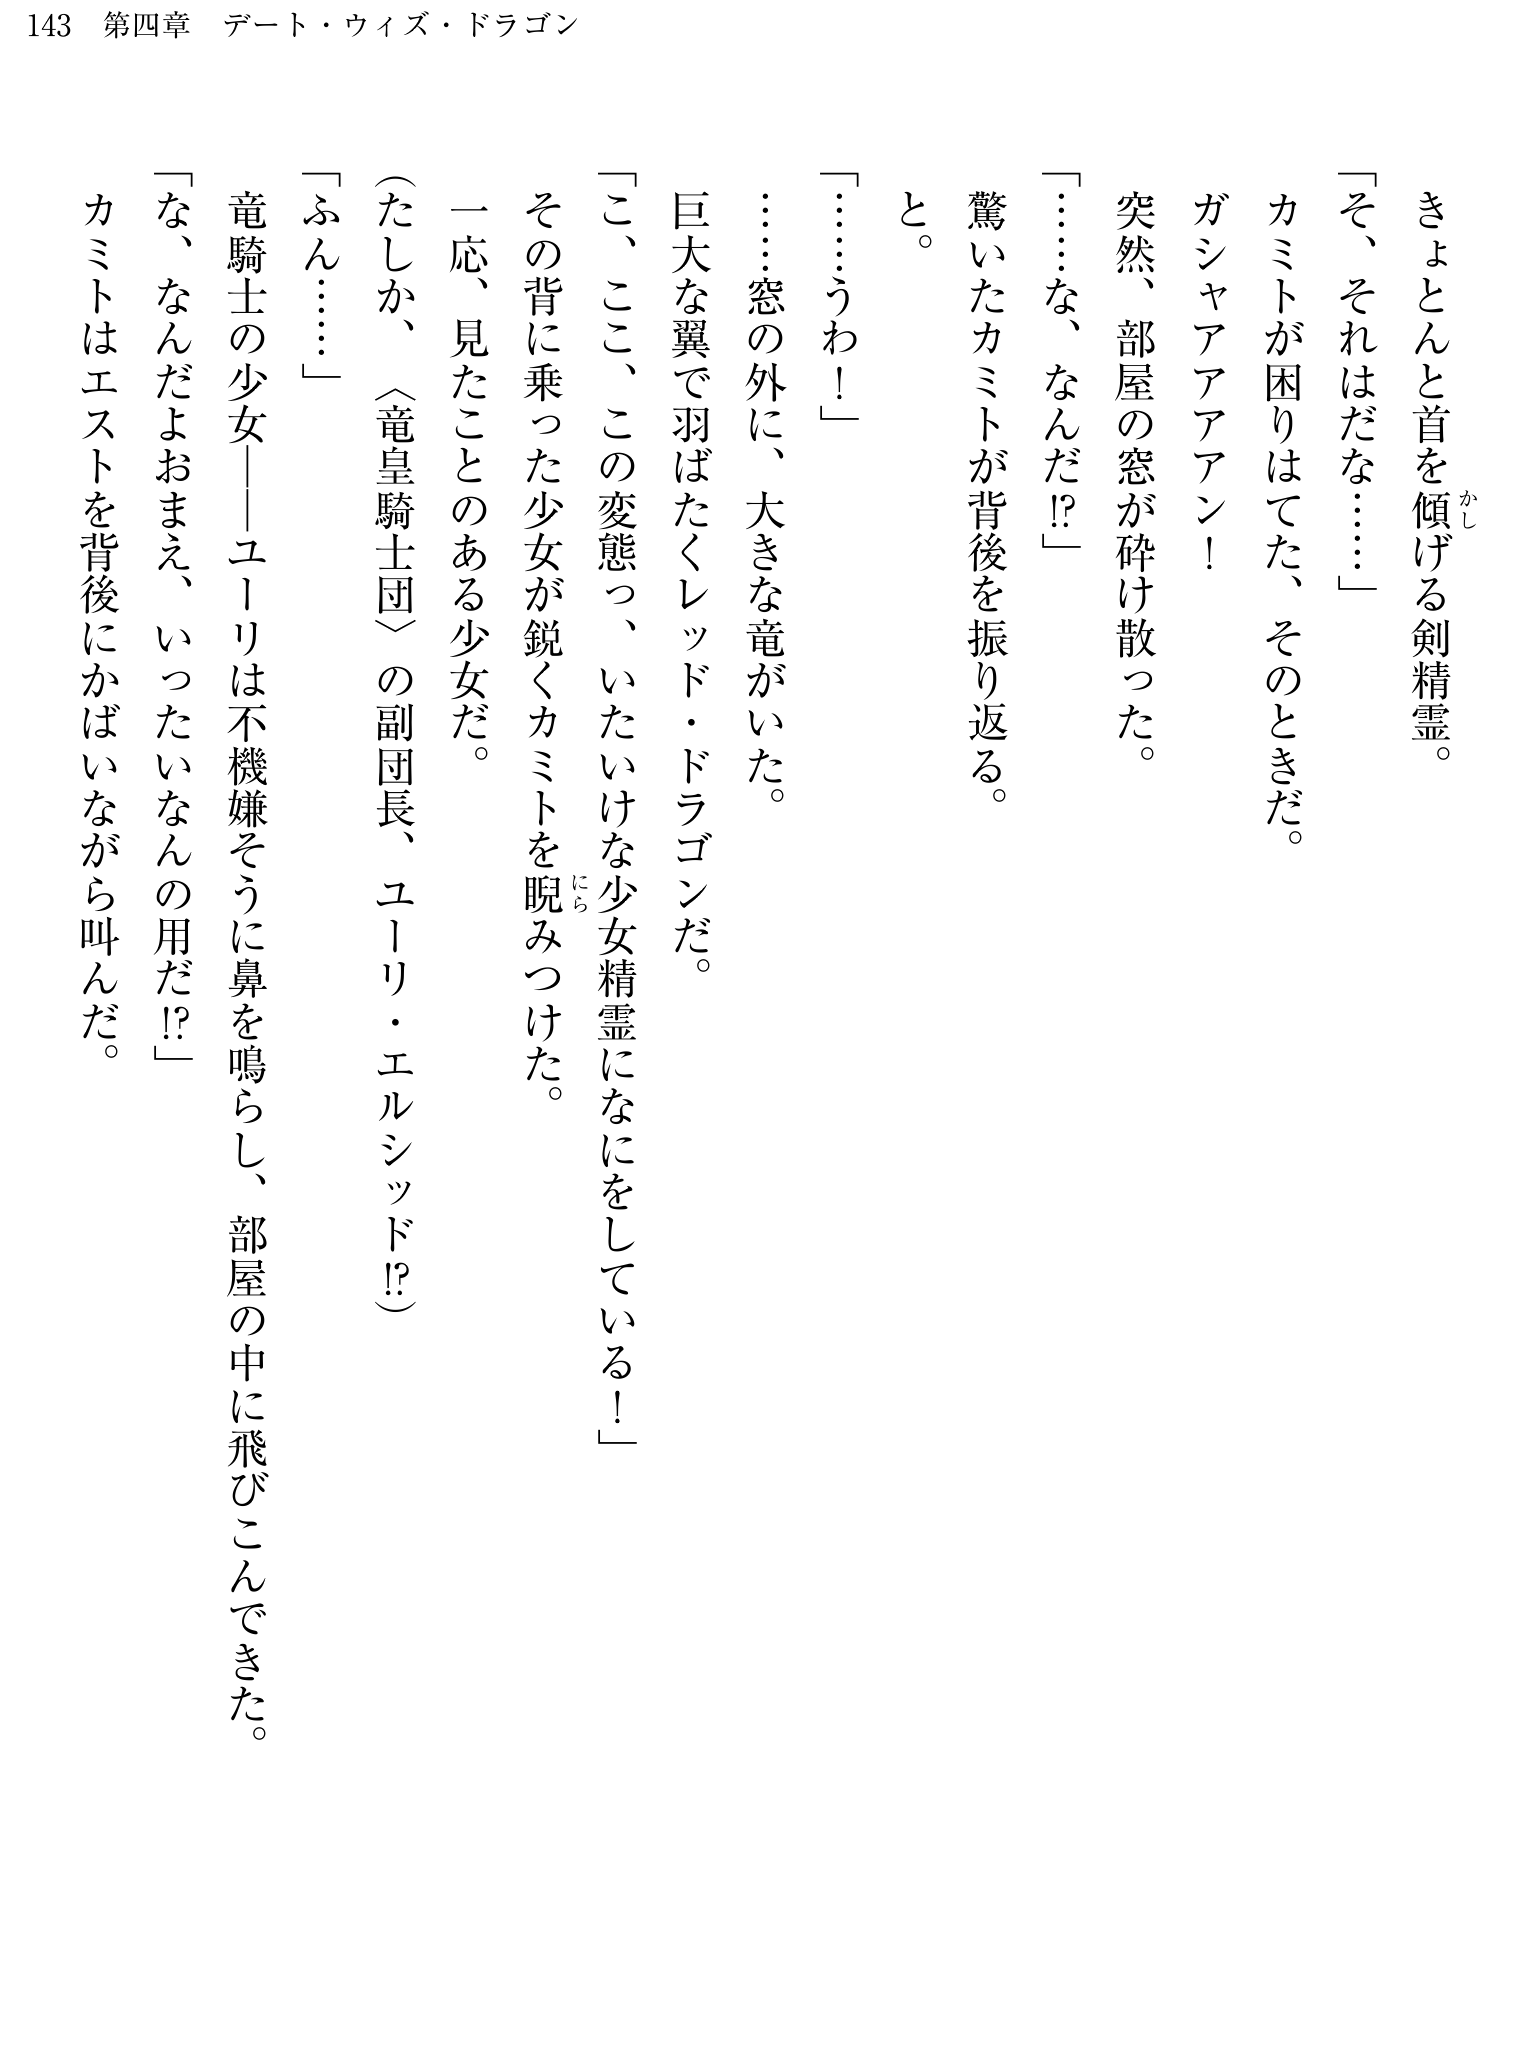 143　第四章　デート・ウィズ・ドラゴン
きょとんと首を傾げる剣精霊。
かし
「そ、それはだな……」
カミトが困りはてた、そのときだ。
ガシャアアアアン！
突然、部屋の窓が砕け散った。
「……な、なんだ!?」
驚いたカミトが背後を振り返る。
と。
「……うわ！」
……窓の外に、大きな竜がいた。
巨大な翼で羽ばたくレッド・ドラゴンだ。
「こ、ここ、この変態っ、いたいけな少女精霊になにをしている！」
その背に乗った少女が鋭くカミトを睨みつけた。
にら
一応、見たことのある少女だ。
（たしか、〈竜皇騎士団〉の副団長、ユーリ・エルシッド!?）
「ふん……」
竜騎士の少女――ユーリは不機嫌そうに鼻を鳴らし、部屋の中に飛びこんできた。
「な、なんだよおまえ、いったいなんの用だ!?」
カミトはエストを背後にかばいながら叫んだ。